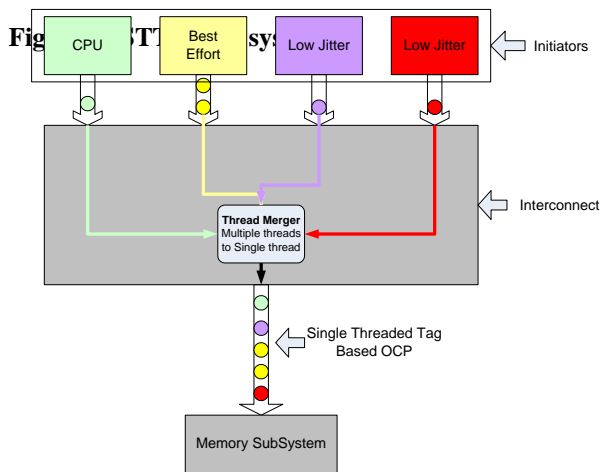 CPU
Best
Effort
Low Jitter
Low Jitter
Initiators
Thread Merger
Multiple threads
to Single thread
Interconnect
Single Threaded Tag
Based OCP
Memory SubSystem